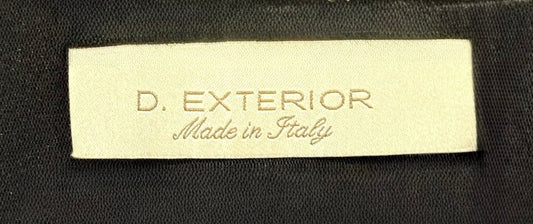 D. EXTERIOR
Made in Italy